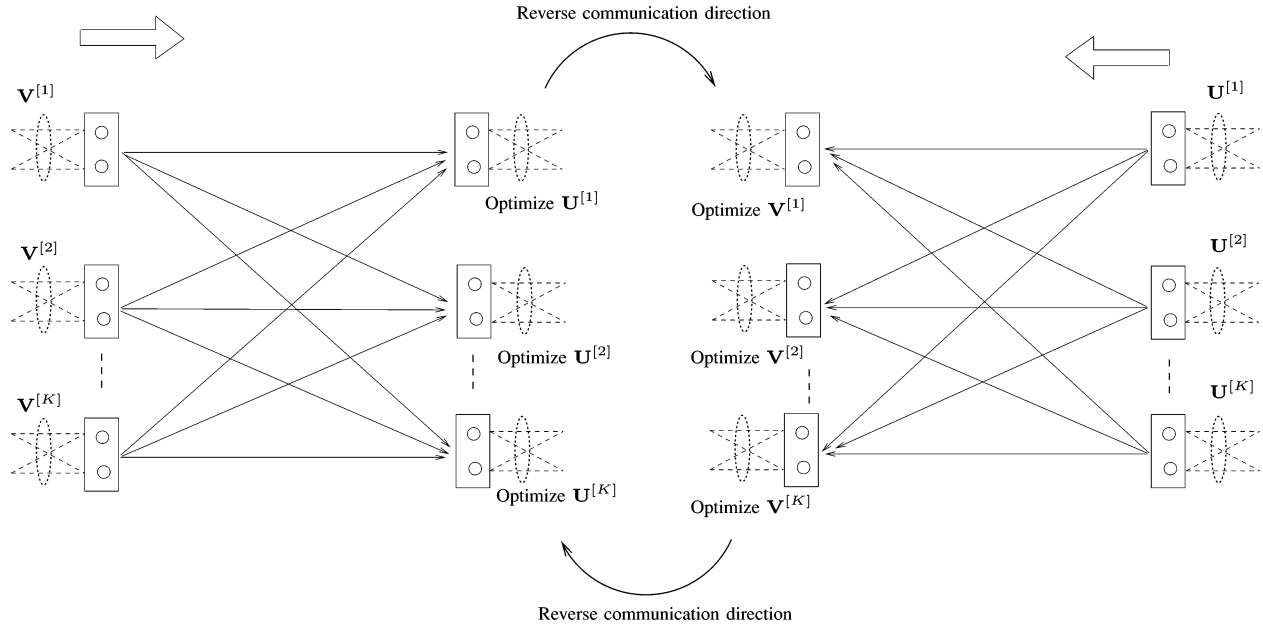 Reverse communication direction
V^[1]
U^[1]
Optimize U^[1]
Optimize V^[1]
V^[2]
U^[2]
Optimize U^[2]
Optimize V^[2]
V^[K]
U^[K]
Optimize U^[K]
Optimize V^[K]
Reverse communication direction